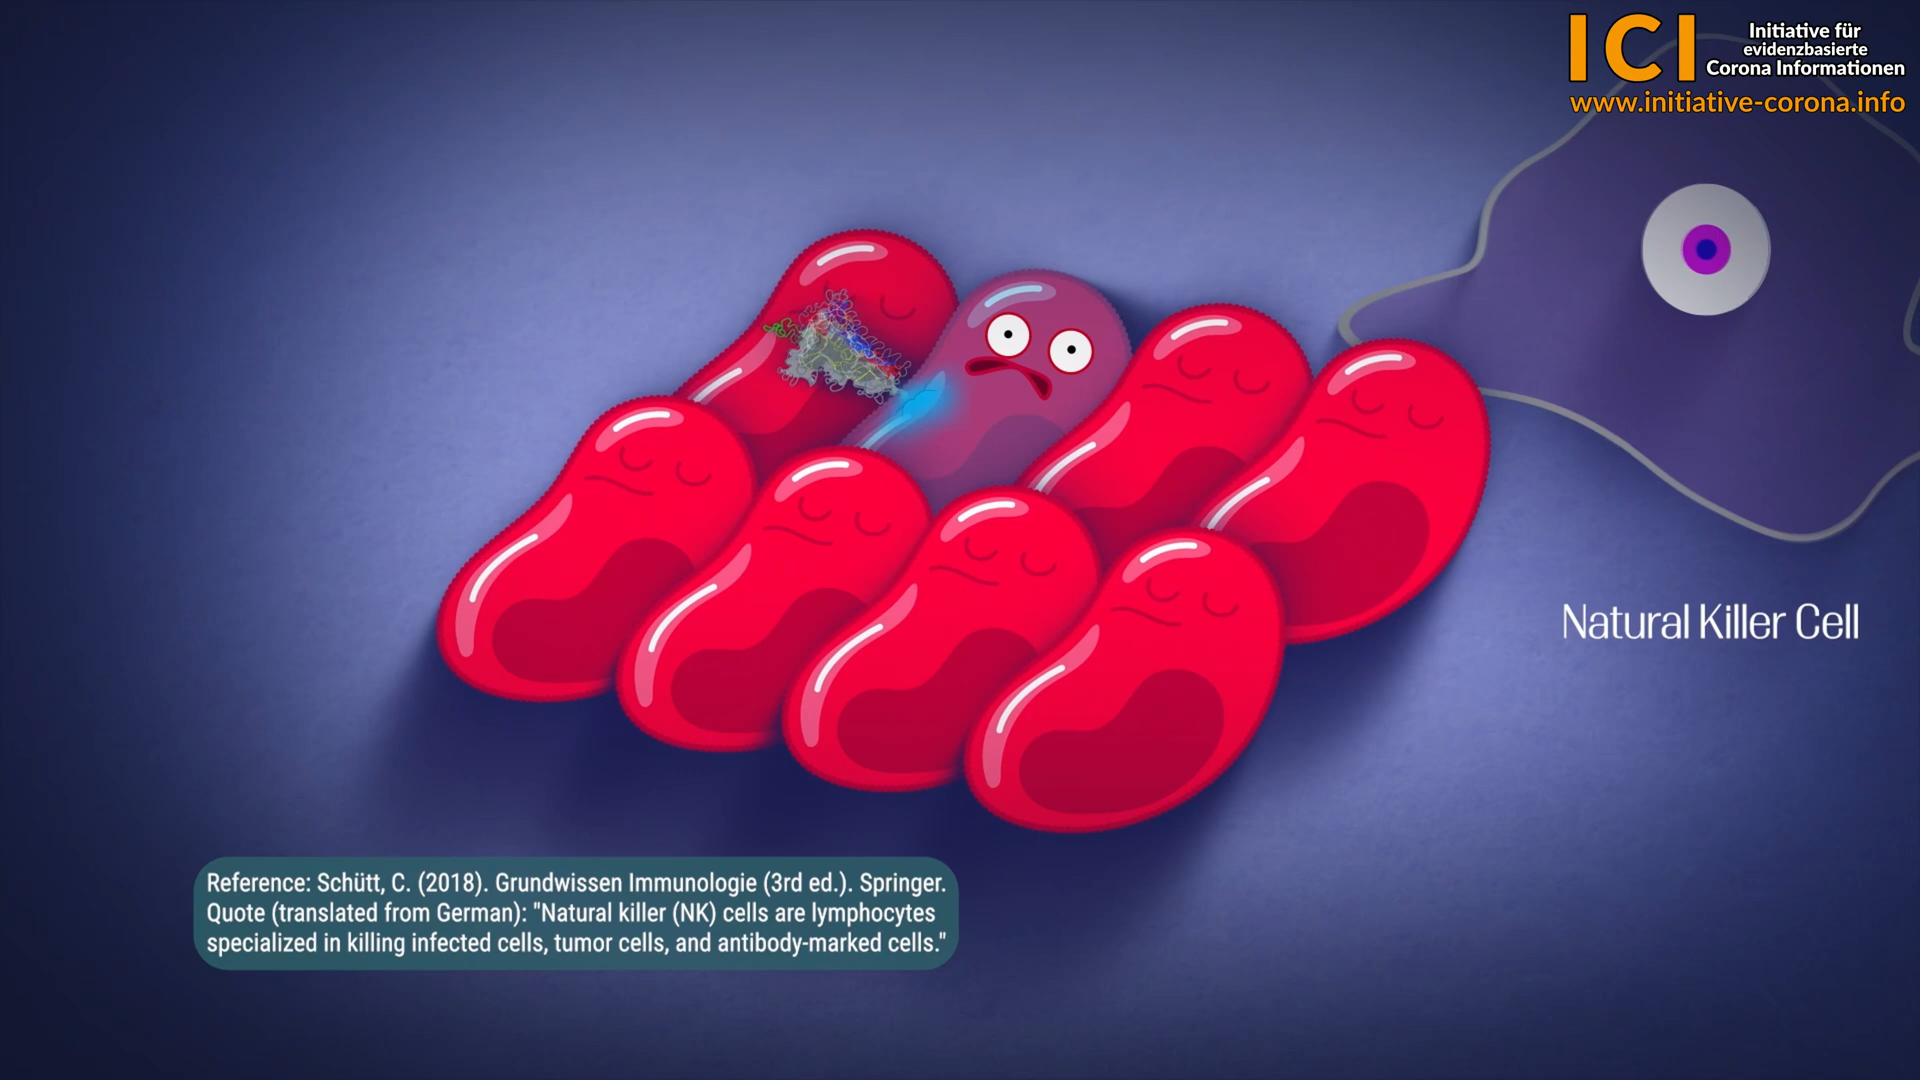 ICI
Initiative für
evidenzbasierte
Corona Informationen
www.initiative-corona.info
Natural Killer Cell
Reference: Schütt, C. (2018). Grundwissen Immunologie (3rd ed.). Springer.
Quote (translated from German): "Natural killer (NK) cells are lymphocytes
specialized in killing infected cells, tumor cells, and antibody-marked cells."